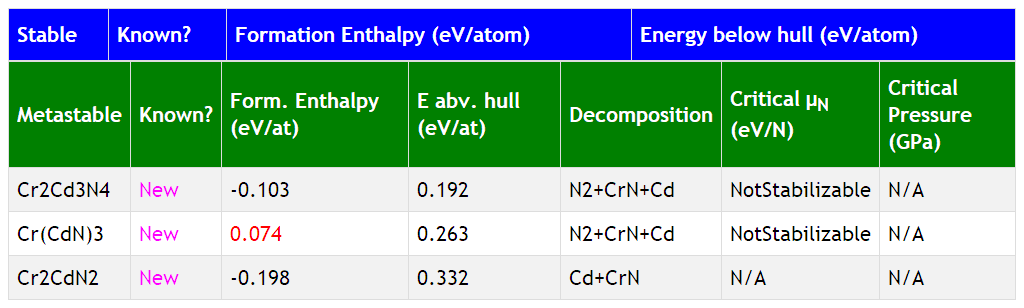 Stable Known? Formation Enthalpy (eV/atom) Energy below hull (eV/atom)
Metastable Known? Form. Enthalpy (eV/at) E abv. hull (eV/at) Decomposition Critical μN (eV/N) Critical Pressure (GPa)
Cr2Cd3N4 New -0.103 0.192 N2+CrN+Cd NotStabilizable N/A
Cr(CdN)3 New 0.074 0.263 N2+CrN+Cd NotStabilizable N/A
Cr2CdN2 New -0.198 0.332 Cd+CrN N/A N/A